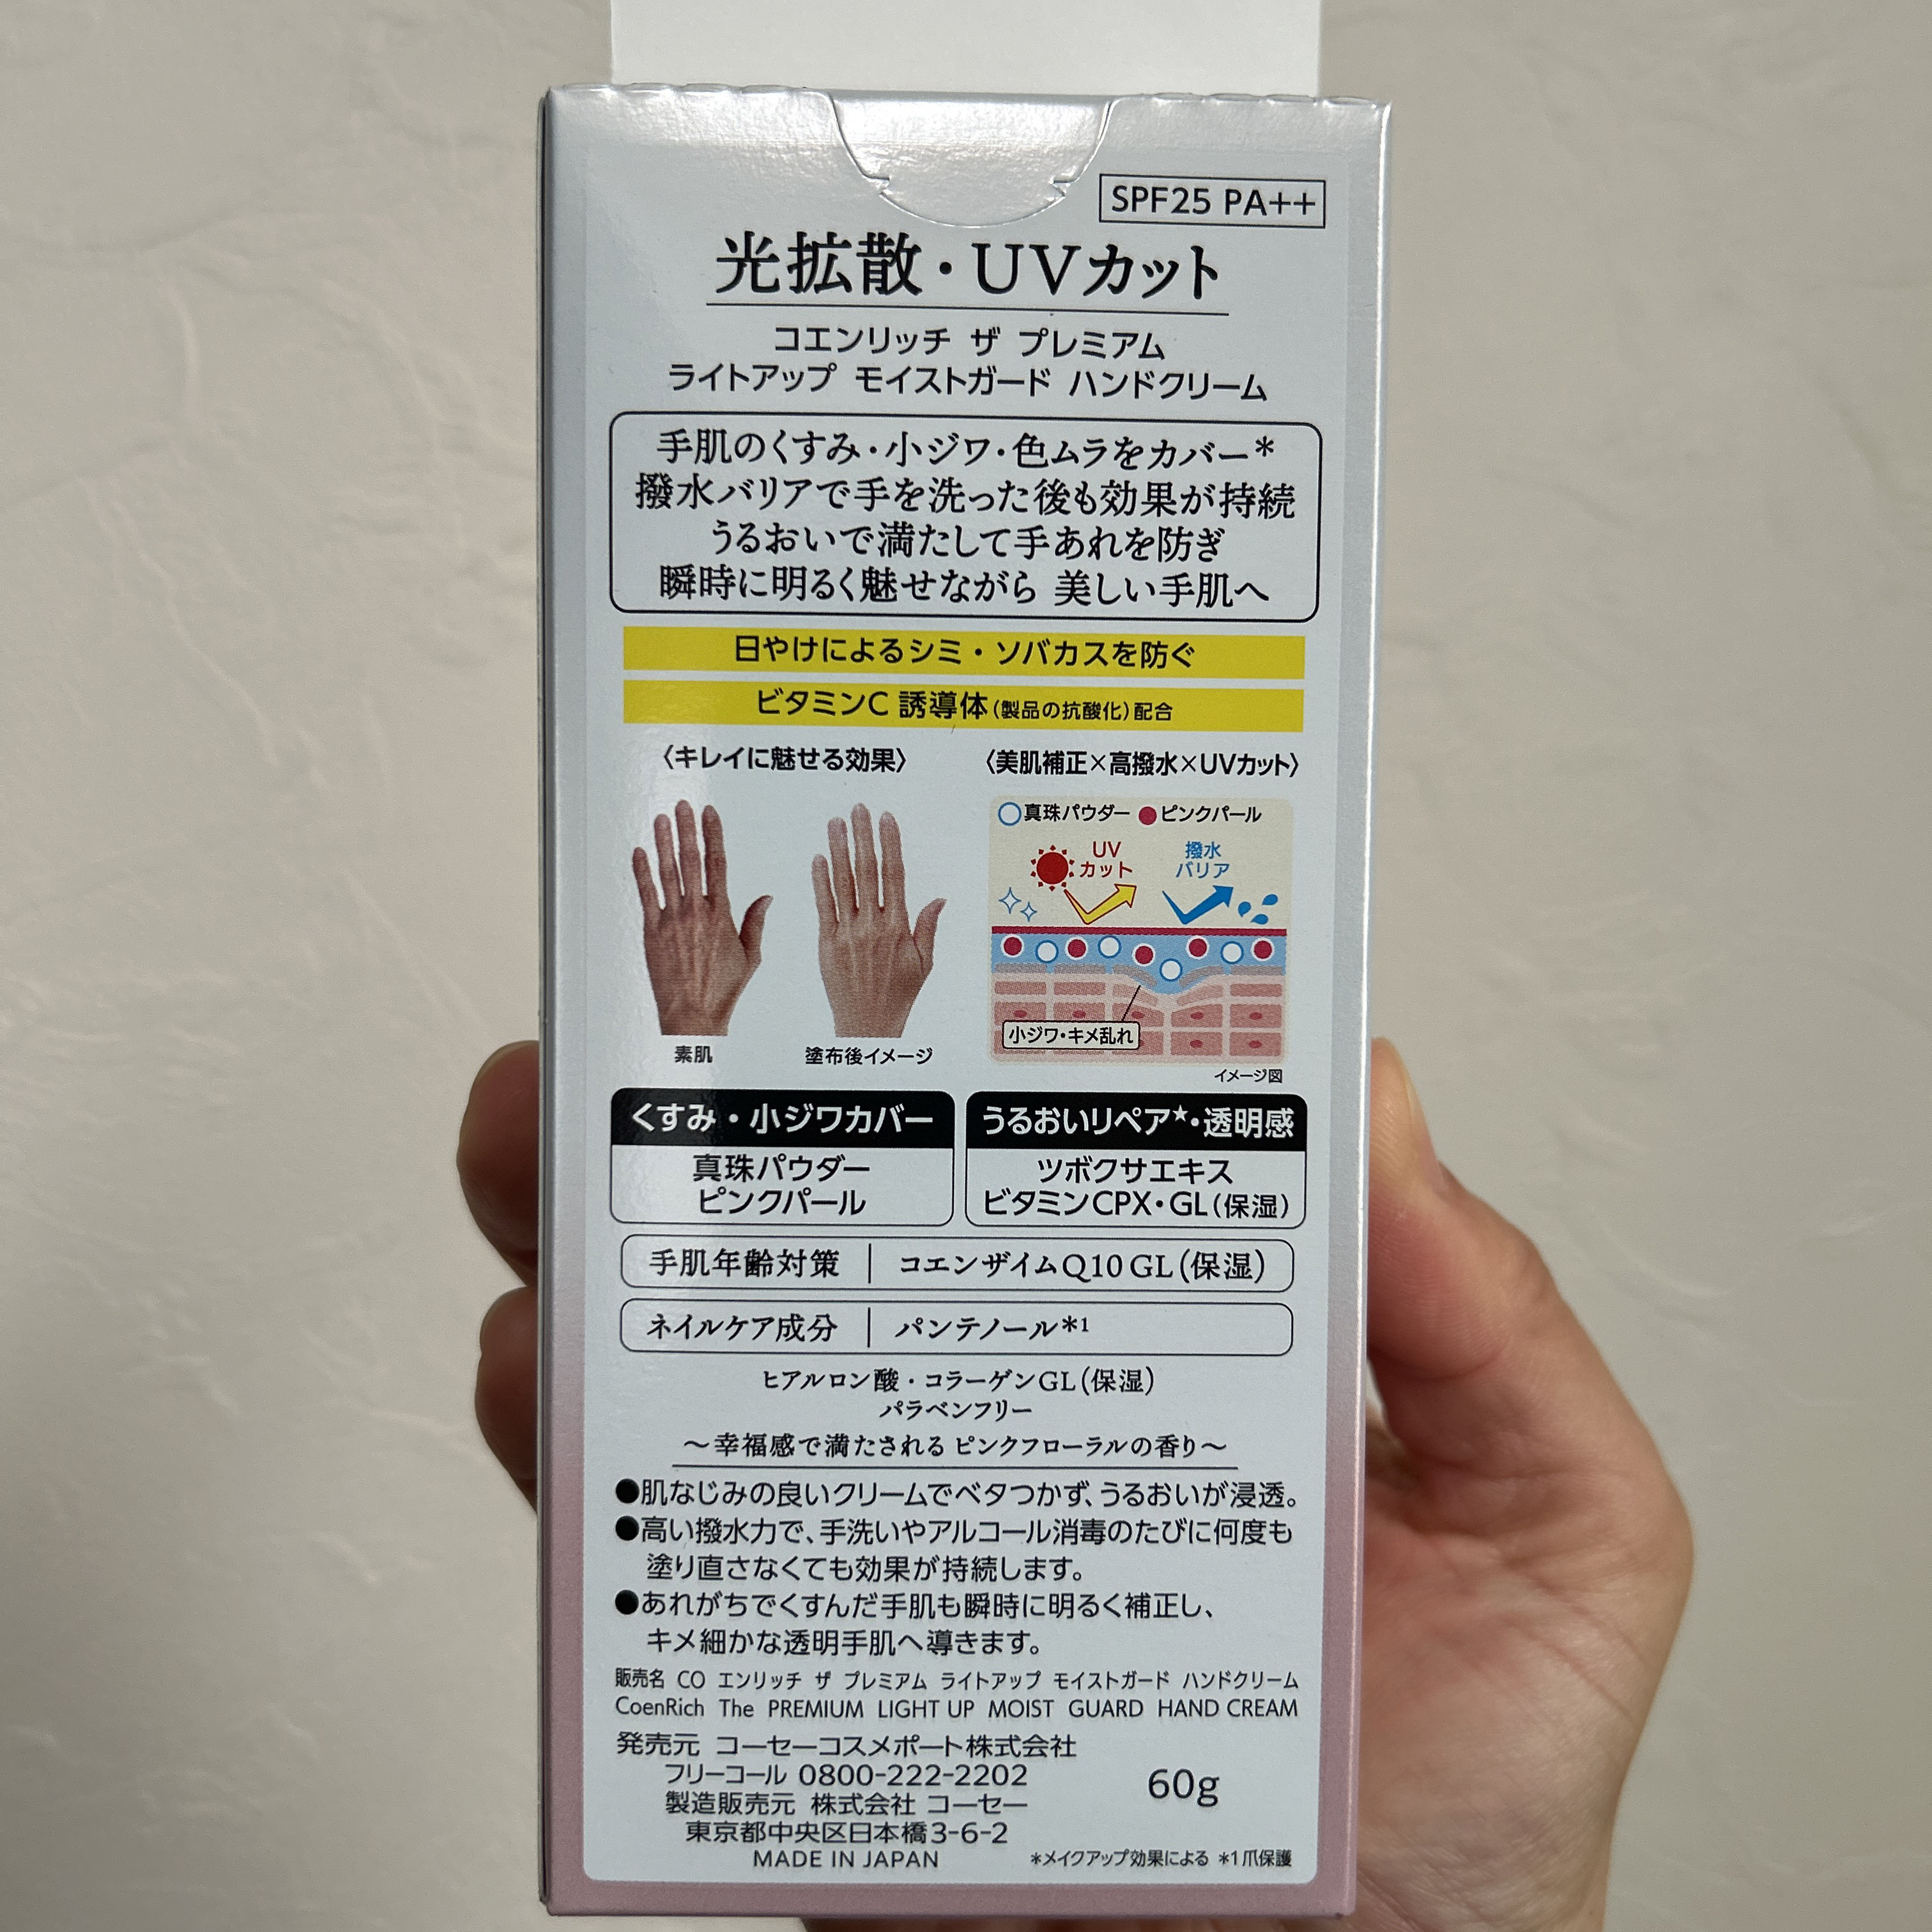 SPF25 PA++
光拡散・UVカット
コエンリッチ ザ プレミアム
ライトアップ モイストガード ハンドクリーム
手肌のくすみ・小ジワ・色ムラをカバー＊
撥水バリアで手を洗った後も効果が持続
うるおいで満たして手あれを防ぎ
瞬時に明るく魅せながら 美しい手肌へ
日やけによるシミ・ソバカスを防ぐ
ビタミンC 誘導体(製品の抗酸化)配合
〈キレイに魅せる効果〉
素肌
塗布後イメージ
〈美肌補正×高撥水×UVカット〉
真珠パウダー ピンクパール
UV
カット
撥水
バリア
小ジワ・キメ乱れ
イメージ図
くすみ・小ジワカバー
真珠パウダー
ピンクパール
うるおいリペア★・透明感
ツボクサエキス
ビタミンCPX・GL(保湿)
手肌年齢対策 | コエンザイムQ10 GL(保湿)
ネイルケア成分 | パンテノール＊1
ヒアルロン酸・コラーゲンGL(保湿)
パラベンフリー
～幸福感で満たされる ピンクフローラルの香り～
●肌なじみの良いクリームでベタつかず、うるおいが浸透。
●高い撥水力で、手洗いやアルコール消毒のたびに何度も
塗り直さなくても効果が持続します。
●あれがちでくすんだ手肌も瞬時に明るく補正し、
キメ細かな透明手肌へ導きます。
販売名 CO エンリッチ ザ プレミアム ライトアップ モイストガード ハンドクリーム
CoenRich The PREMIUM LIGHT UP MOIST GUARD HAND CREAM
発売元 コーセーコスメポート株式会社
フリーコール 0800-222-2202
製造販売元 株式会社 コーセー
東京都中央区日本橋3-6-2
MADE IN JAPAN
60g
＊メイクアップ効果による ＊1爪保護